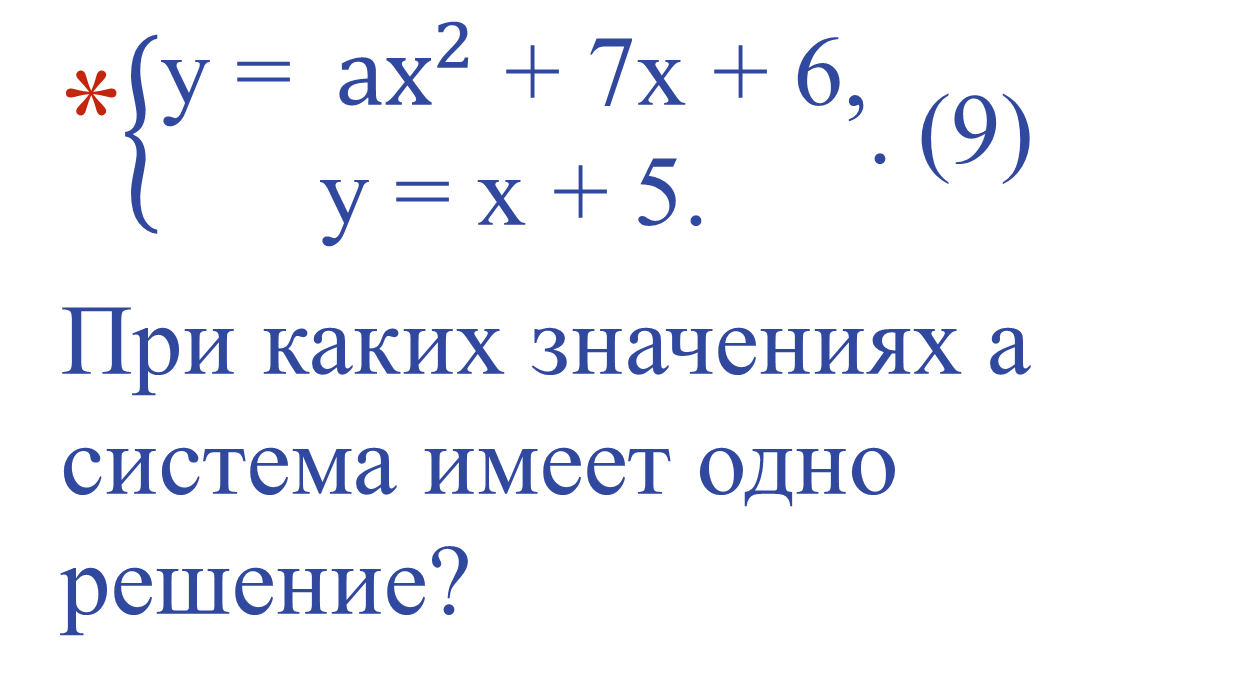 * { y = ax² + 7x + 6,
y = x + 5.
. (9)
При каких значениях а
система имеет одно
решение?